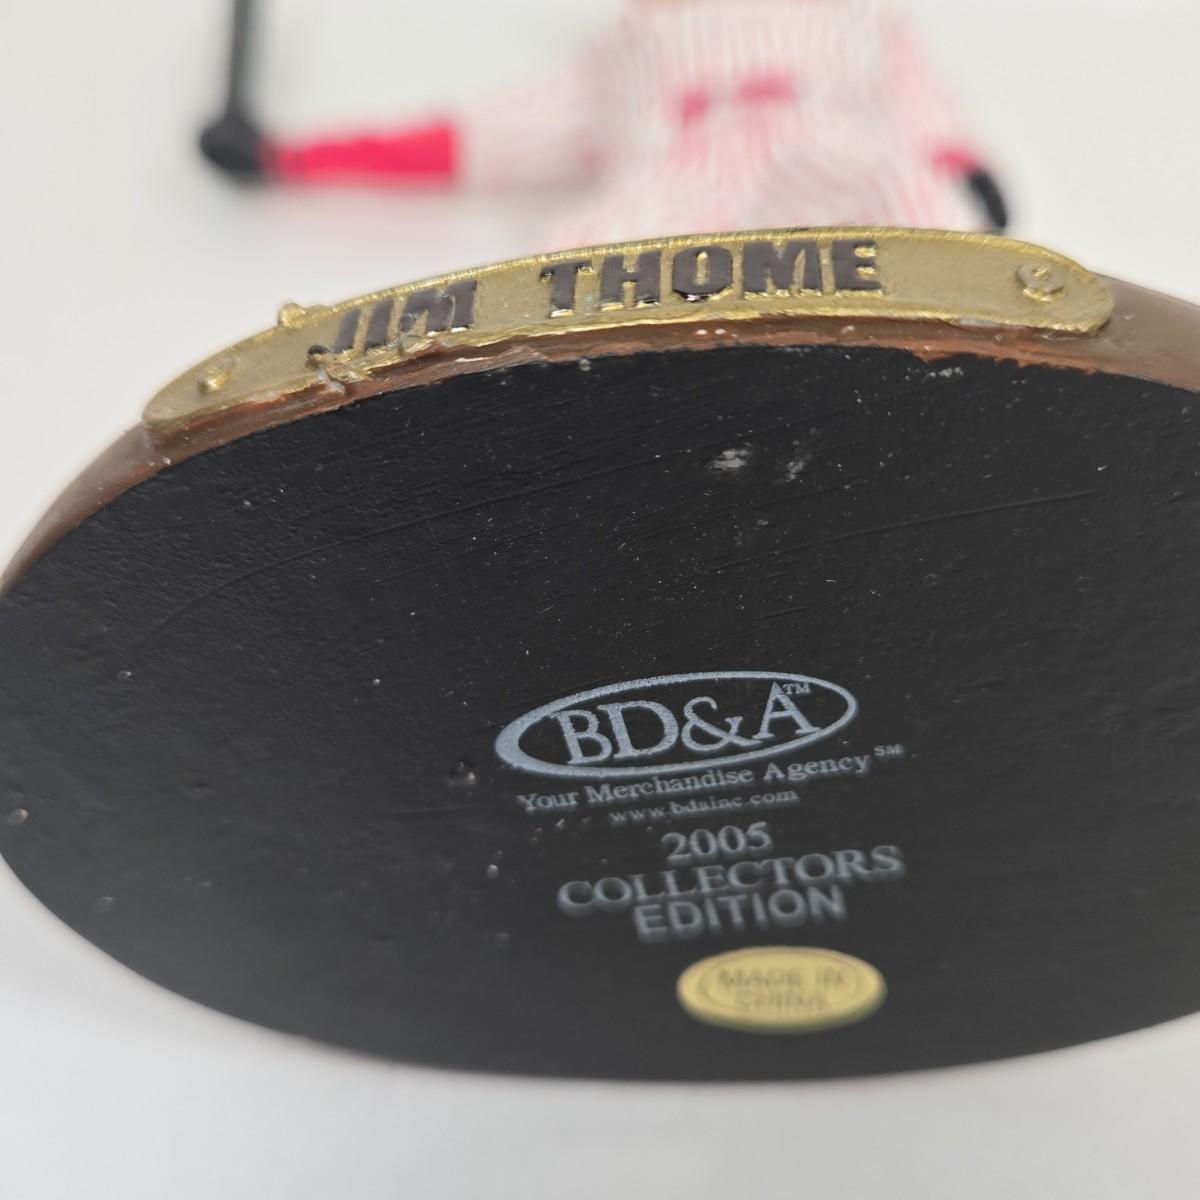 JIM THOME
BD&A™
Your Merchandise Agency℠
www.bdainc.com
2005
COLLECTORS
EDITION
MADE IN
CHINA